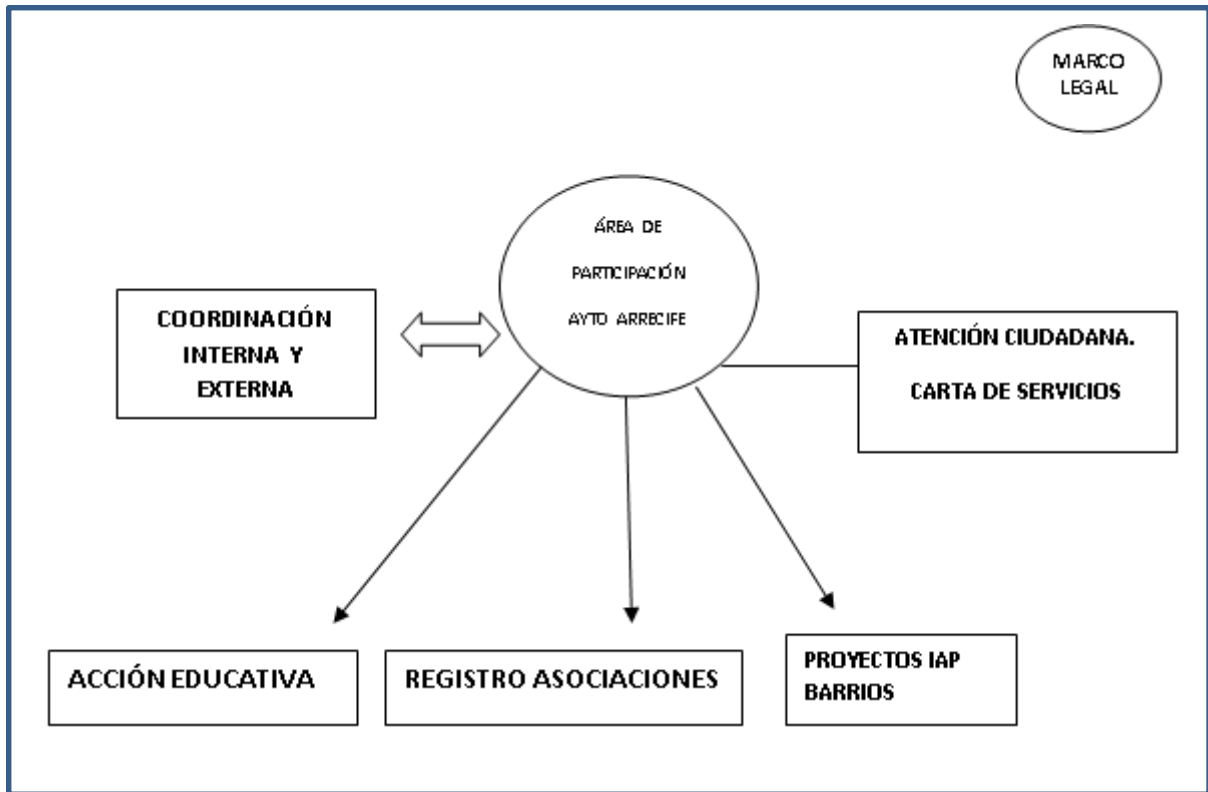 MARCO
LEGAL
ÁREA DE
PARTICIPACIÓN
AYTO ARRECIFE
COORDINACIÓN
INTERNA Y
EXTERNA
ATENCIÓN CIUDADANA.
CARTA DE SERVICIOS
ACCIÓN EDUCATIVA
REGISTRO ASOCIACIONES
PROYECTOS IAP
BARRIOS